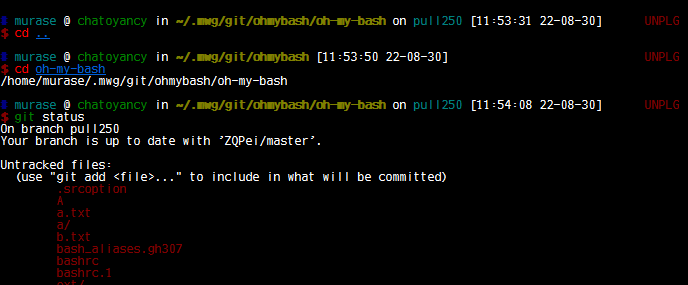 # murase @ chatoyancy in ~/.mwg/git/ohmybash/oh-my-bash on pull250 [11:53:31 22-08-30] UNPLG
$ cd ..
# murase @ chatoyancy in ~/.mwg/git/ohmybash [11:53:50 22-08-30] UNPLG
$ cd oh-my-bash
/home/murase/.mwg/git/ohmybash/oh-my-bash
# murase @ chatoyancy in ~/.mwg/git/ohmybash/oh-my-bash on pull250 [11:54:08 22-08-30] UNPLG
$ git status
On branch pull250
Your branch is up to date with 'ZQPei/master'.
Untracked files:
(use "git add <file>..." to include in what will be committed)
.srcoption
A
a.txt
a/
b.txt
bash_aliases.gh307
bashrc
bashrc.1
ext/